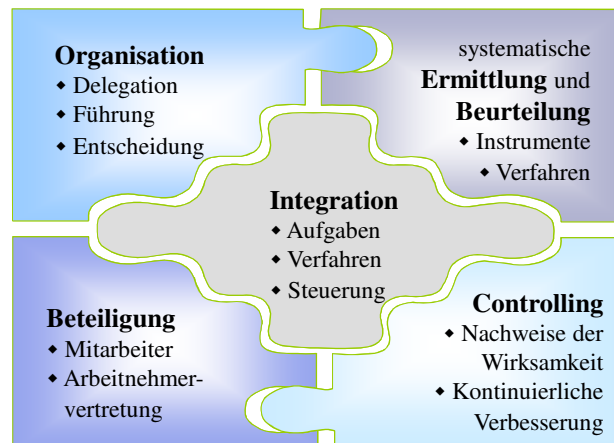 Organisation
◆ Delegation
◆ Führung
◆ Entscheidung
systematische
Ermittlung und
Beurteilung
◆ Instrumente
◆ Verfahren
Integration
◆ Aufgaben
◆ Verfahren
◆ Steuerung
Beteiligung
◆ Mitarbeiter
◆ Arbeitnehmer-
vertretung
Controlling
◆ Nachweise der
Wirksamkeit
◆ Kontinuierliche
Verbesserung